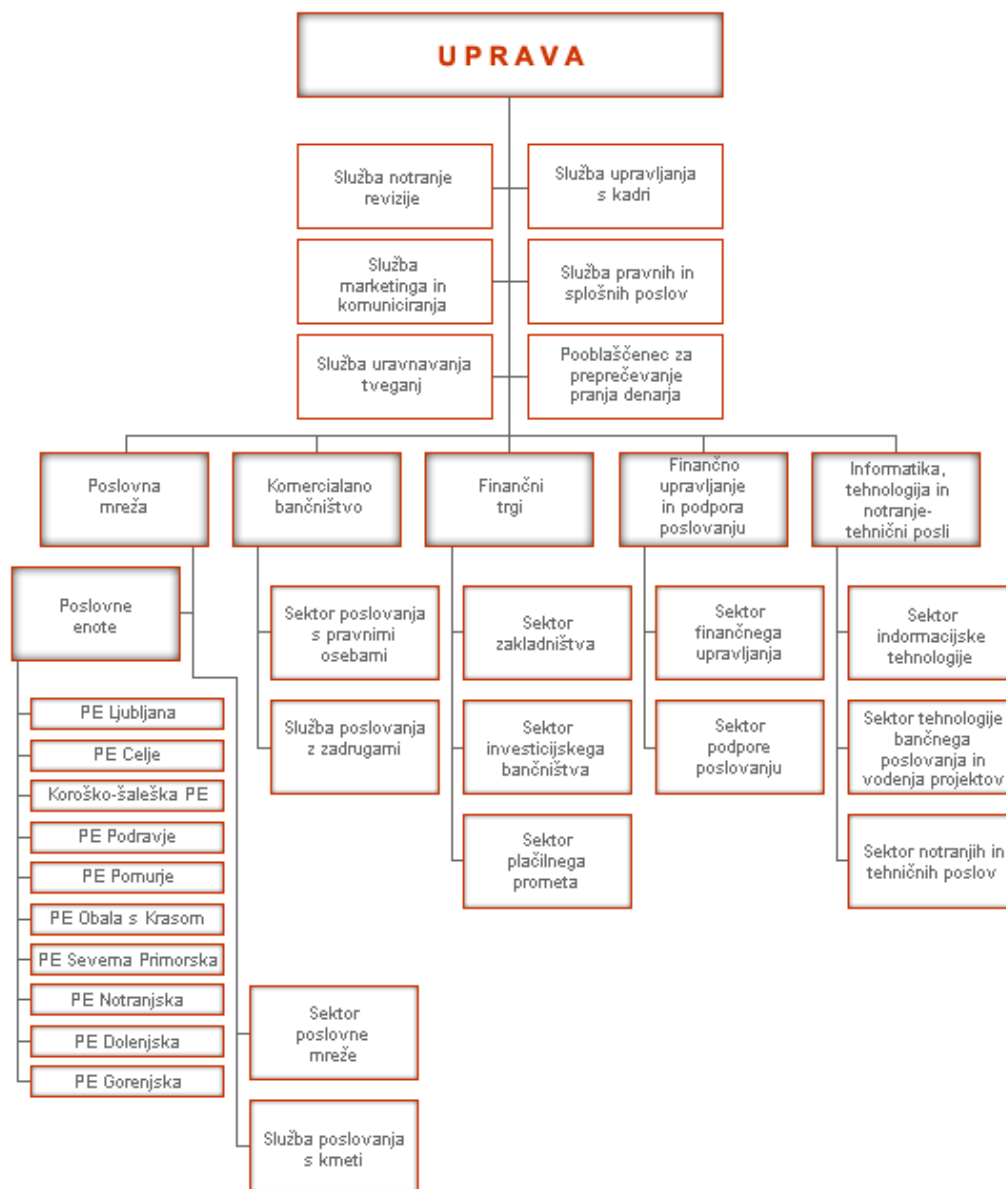 UPRAVA
Služba notranje
revizije
Služba upravljanja
s kadri
Služba
marketinga in
komuniciranja
Služba pravnih in
splošnih poslov
Služba uravnavanja
tveganj
Pooblaščenec za
preprečevanje
pranja denarja
Poslovna
mreža
Komercialano
bančništvo
Finančni
trgi
Finančno
upravljanje
in podpora
poslovanju
Informatika,
tehnologija in
notranje-
tehnični posli
Poslovne
enote
Sektor poslovanja
s pravnimi
osebami
Sektor
zakladništva
Sektor
finančnega
upravljanja
Sektor
indormacijske
tehnologije
PE Ljubljana
PE Celje
Koroško-šaleška PE
PE Podravje
PE Pomurje
PE Obala s Krasom
PE Severna Primorska
PE Notranjska
PE Dolenjska
PE Gorenjska
Služba poslovanja
z zadrugami
Sektor
investicijskega
bančništva
Sektor
podpore
poslovanju
Sektor tehnologije
bančnega
poslovanja in
vodenja projektov
Sektor
plačilnega
prometa
Sektor notranjih in
tehničnih poslov
Sektor
poslovne
mreže
Služba poslovanja
s kmeti